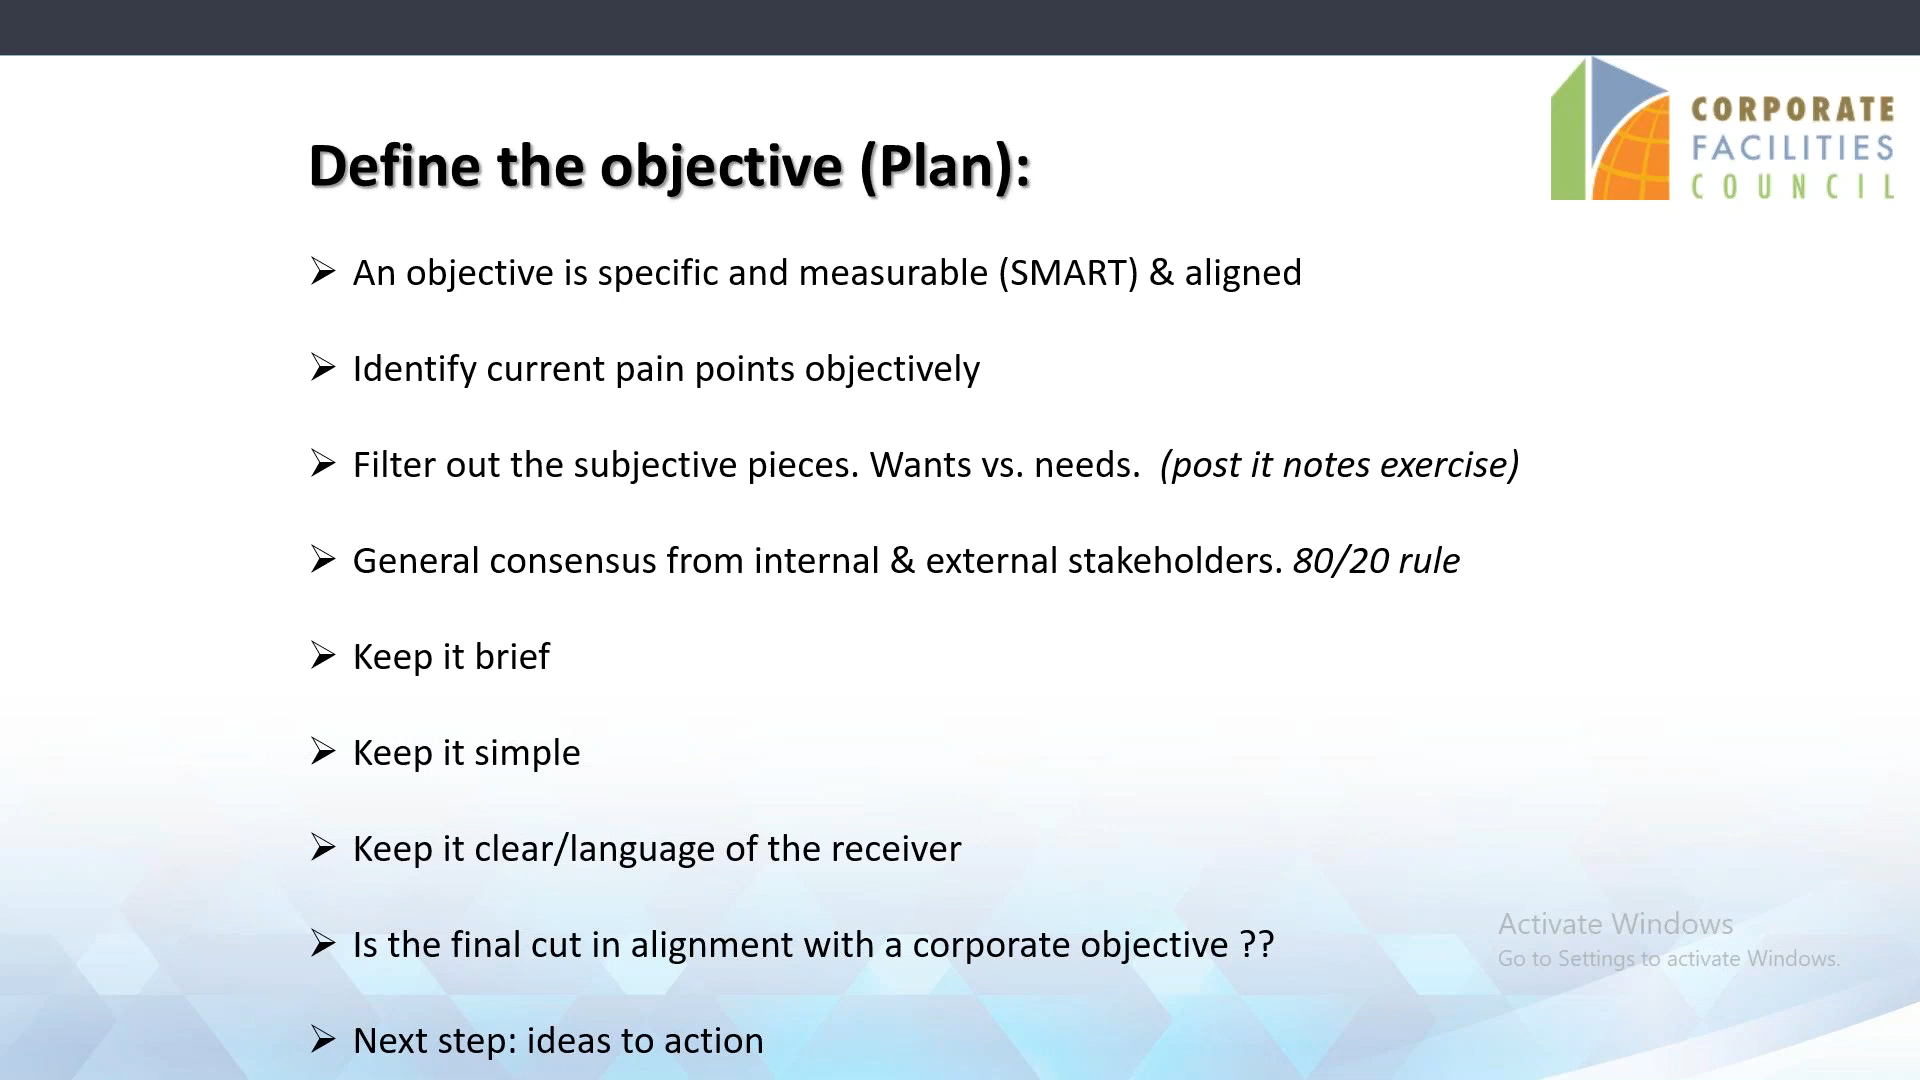 CORPORATE
FACILITIES
COUNCIL
Define the objective (Plan):
➢ An objective is specific and measurable (SMART) & aligned
➢ Identify current pain points objectively
➢ Filter out the subjective pieces. Wants vs. needs.  (post it notes exercise)
➢ General consensus from internal & external stakeholders. 80/20 rule
➢ Keep it brief
➢ Keep it simple
➢ Keep it clear/language of the receiver
➢ Is the final cut in alignment with a corporate objective ??
➢ Next step: ideas to action
Activate Windows
Go to Settings to activate Windows.